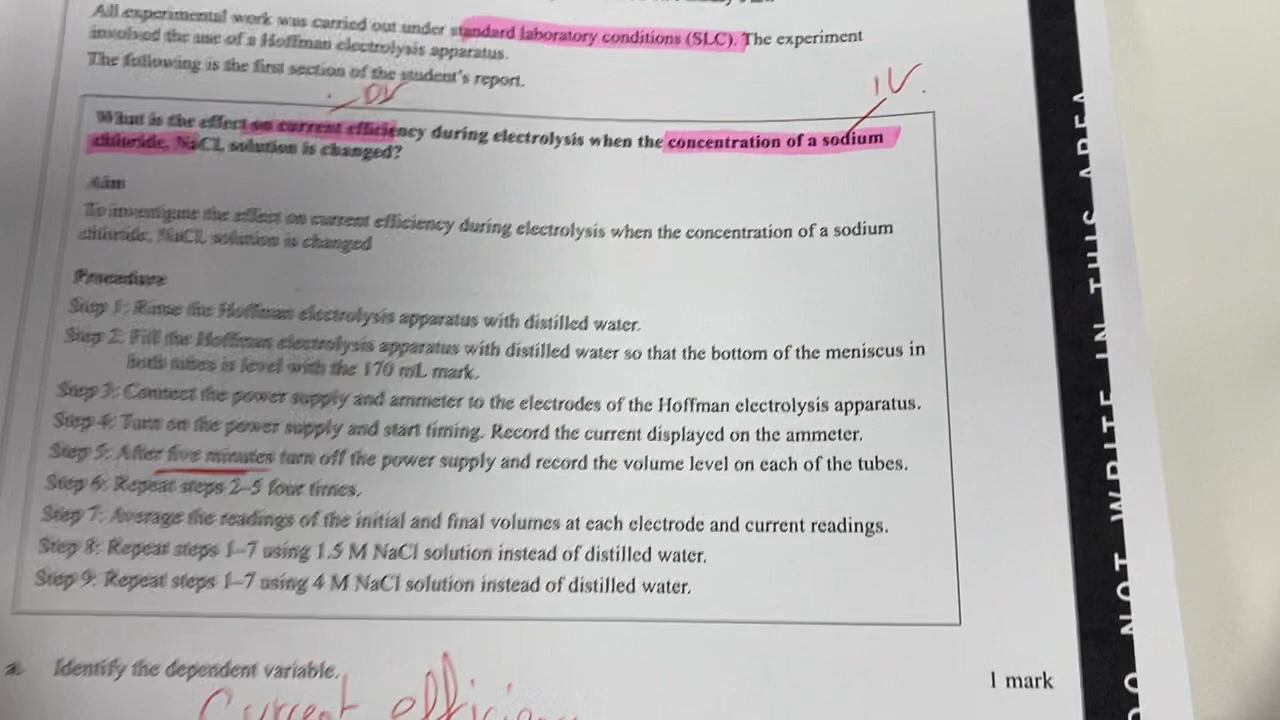 All experimental work was carried out under standard laboratory conditions (SLC). The experiment
involved the use of a Hoffman electrolysis apparatus.
The following is the first section of the student's report.
DV
IV.
What is the effect on current efficiency during electrolysis when the concentration of a sodium
chloride, NaCl, solution is changed?
Aim
To investigate the effect on current efficiency during electrolysis when the concentration of a sodium
chloride, NaCl, solution is changed
Procedure
Step 1: Rinse the Hoffman electrolysis apparatus with distilled water.
Step 2: Fill the Hoffman electrolysis apparatus with distilled water so that the bottom of the meniscus in
both tubes is level with the 170 mL mark.
Step 3: Connect the power supply and ammeter to the electrodes of the Hoffman electrolysis apparatus.
Step 4: Turn on the power supply and start timing. Record the current displayed on the ammeter.
Step 5: After five minutes turn off the power supply and record the volume level on each of the tubes.
Step 6: Repeat steps 2–5 four times.
Step 7: Average the readings of the initial and final volumes at each electrode and current readings.
Step 8: Repeat steps 1–7 using 1.5 M NaCl solution instead of distilled water.
Step 9: Repeat steps 1–7 using 4 M NaCl solution instead of distilled water.
a. Identify the dependent variable. 1 mark
Current
NOT WRITE IN THIS AREA